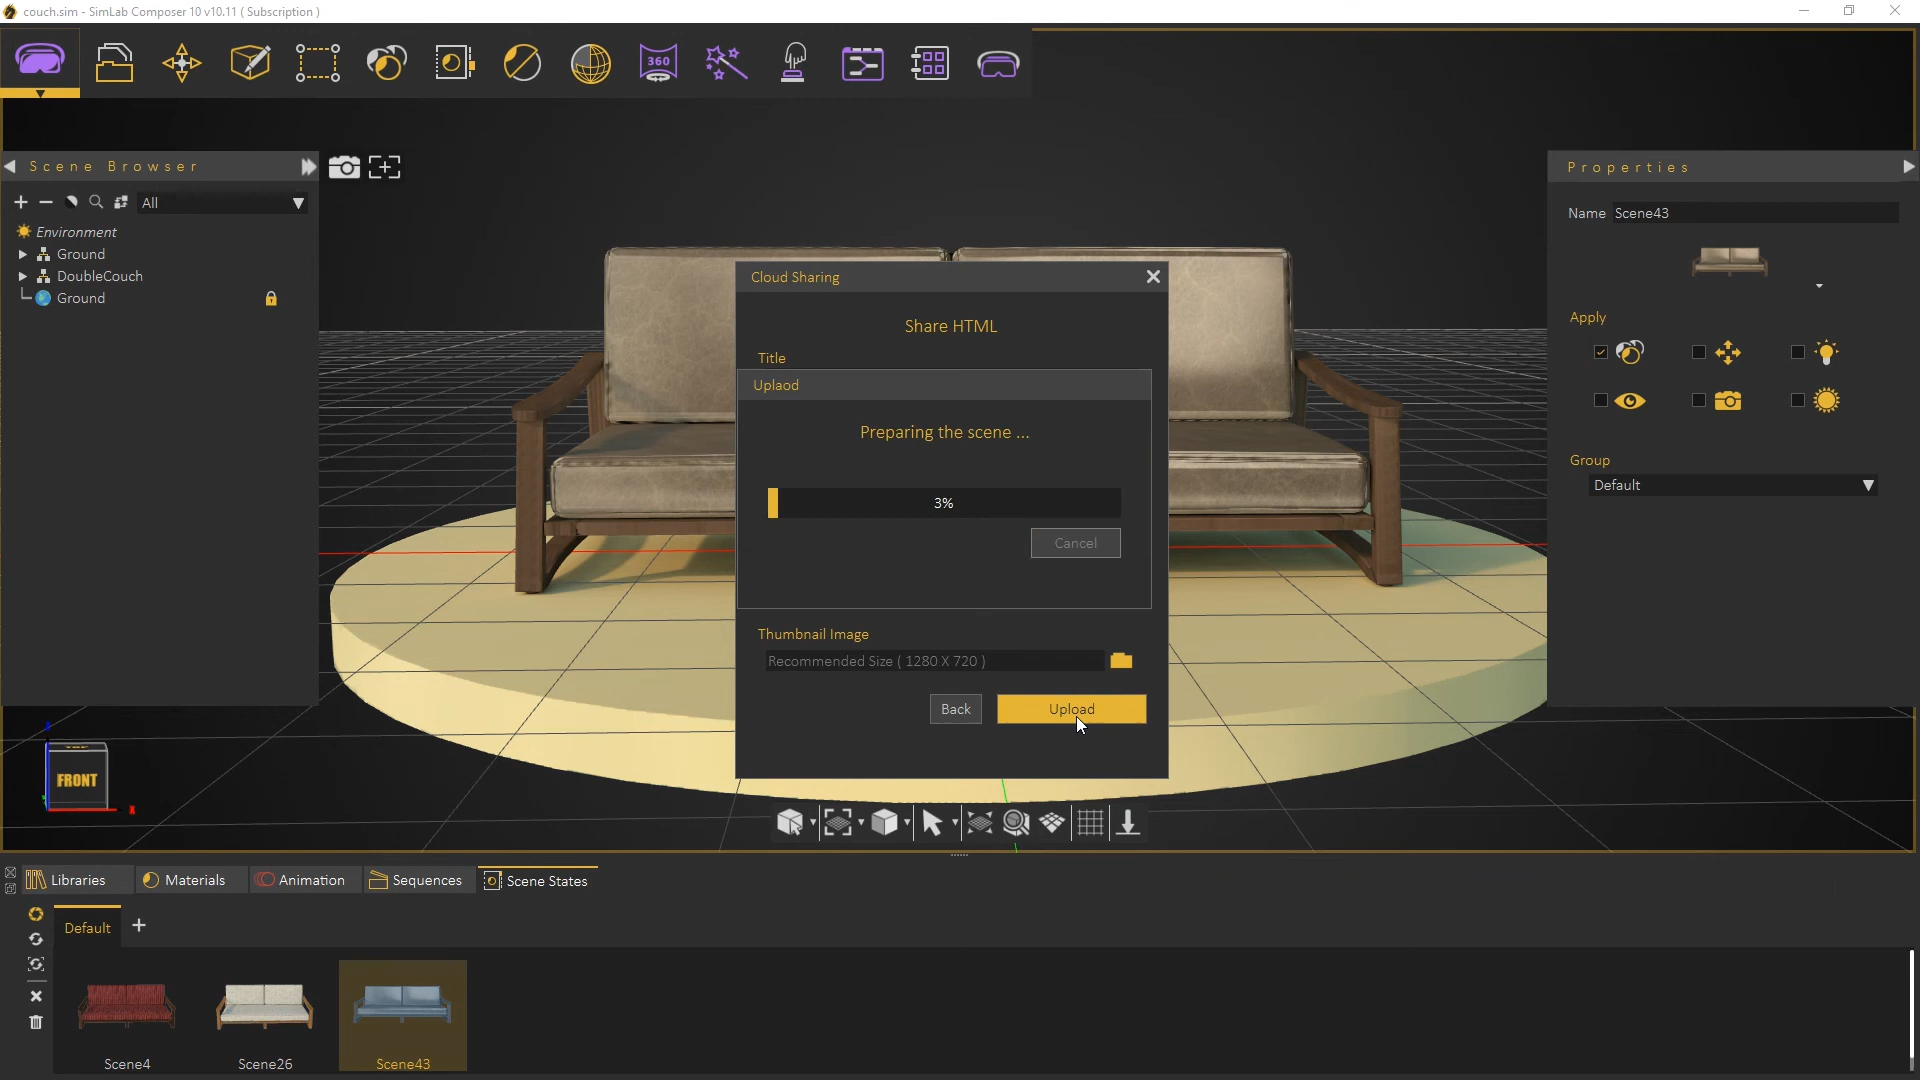 couch.sim - SimLab Composer 10 v10.11 ( Subscription )
360
Scene Browser
All
Environment
Ground
DoubleCouch
Ground
Properties
Name Scene43
Apply
Group
Default
Cloud Sharing
Share HTML
Title
Uplaod
Preparing the scene ...
3%
Cancel
Thumbnail Image
Recommended Size ( 1280 X 720 )
Back
Upload
TOP
FRONT
x
Libraries
Materials
Animation
Sequences
Scene States
Default
Scene4
Scene26
Scene43